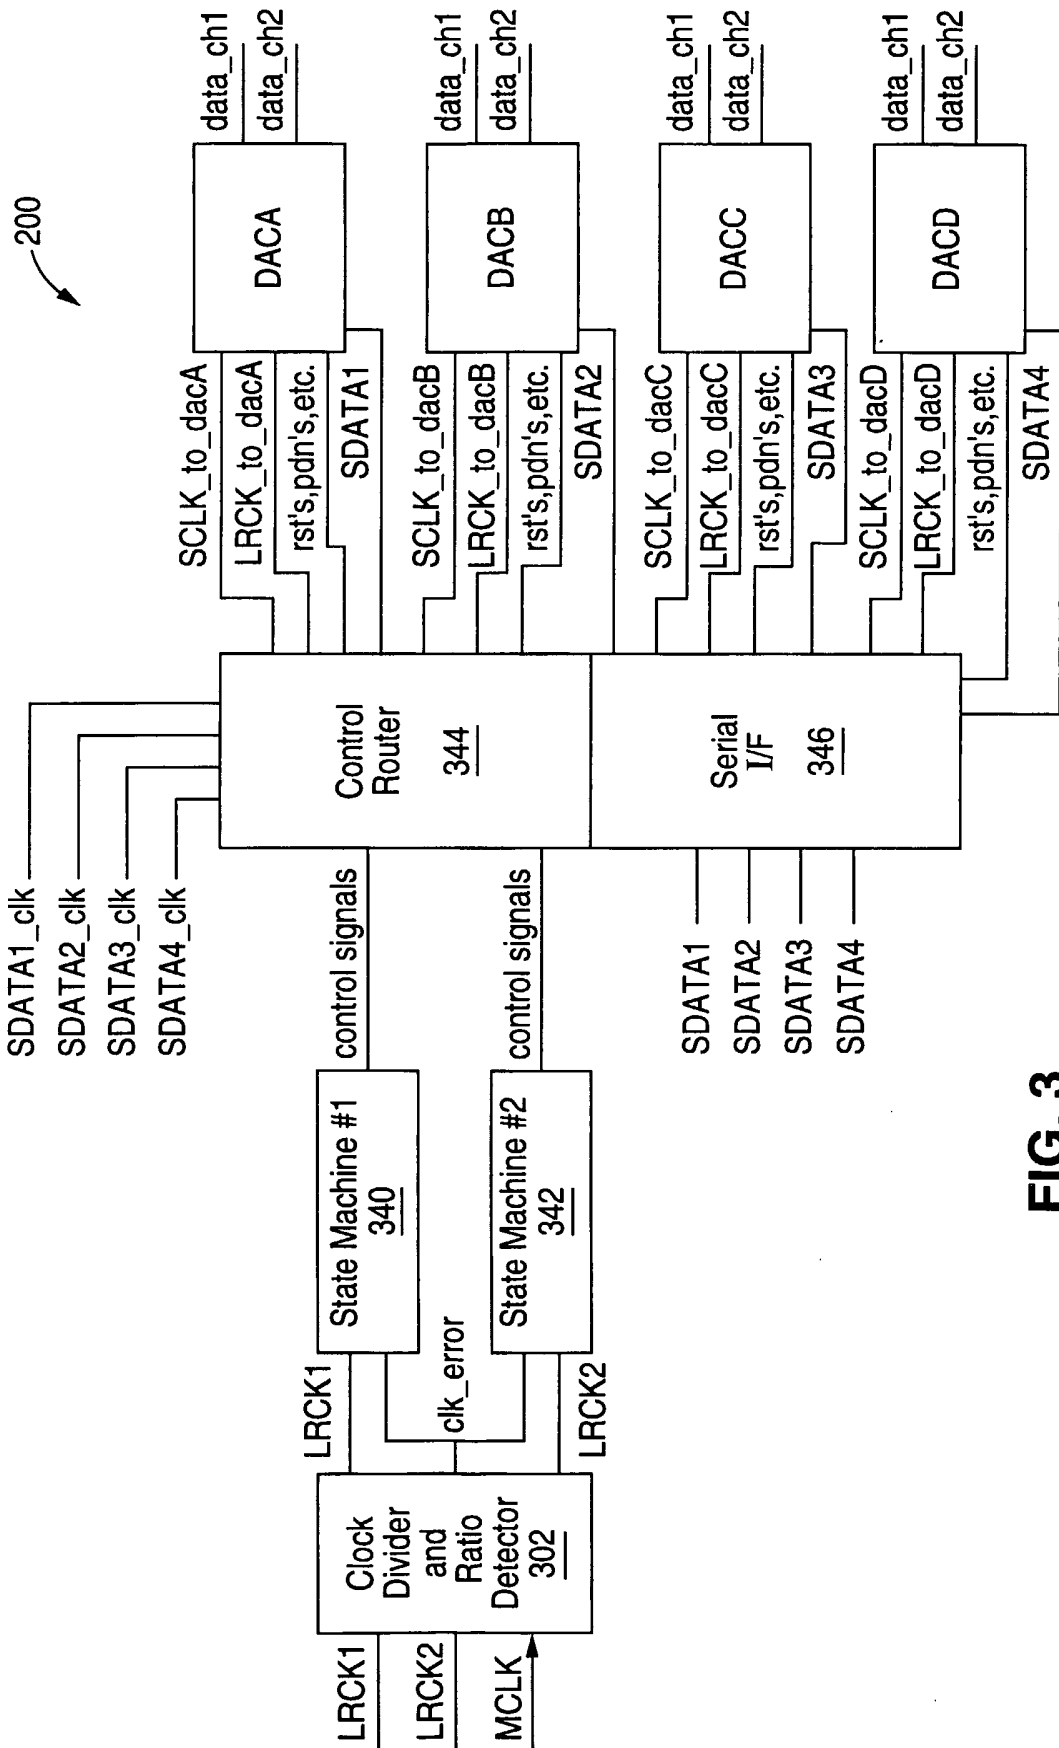 200
SDATA1_clk
SDATA2_clk
SDATA3_clk
SDATA4_clk
LRCK1
LRCK2
MCLK
Clock
Divider
and
Ratio
Detector
302
LRCK1
clk_error
LRCK2
State Machine #1
340
State Machine #2
342
control signals
control signals
SDATA1
SDATA2
SDATA3
SDATA4
Control
Router
344
Serial
I/F
346
SCLK_to_dacA
LRCK_to_dacA
rst's,pdn's,etc.
SDATA1
SCLK_to_dacB
LRCK_to_dacB
rst's,pdn's,etc.
SDATA2
SCLK_to_dacC
LRCK_to_dacC
rst's,pdn's,etc.
SDATA3
SCLK_to_dacD
LRCK_to_dacD
rst's,pdn's,etc.
SDATA4
DACA
DACB
DACC
DACD
data_ch1
data_ch2
data_ch1
data_ch2
data_ch1
data_ch2
data_ch1
data_ch2
FIG. 3